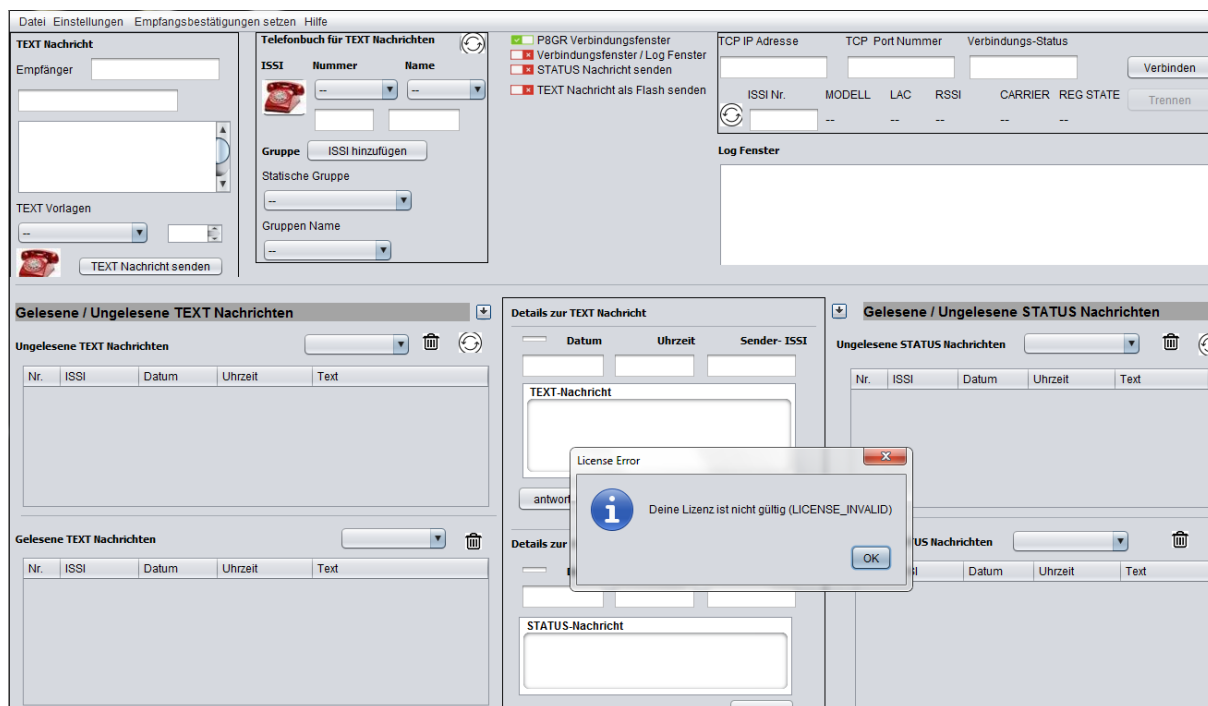 Datei Einstellungen Empfangsbestätigungen setzen Hilfe
TEXT Nachricht
Empfänger
TEXT Vorlagen
--
TEXT Nachricht senden
Telefonbuch für TEXT Nachrichten
ISSI Nummer Name
-- --
Gruppe ISSI hinzufügen
Statische Gruppe
--
Gruppen Name
--
P8GR Verbindungsfenster
Verbindungsfenster / Log Fenster
STATUS Nachricht senden
TEXT Nachricht als Flash senden
TCP IP Adresse TCP Port Nummer Verbindungs-Status
Verbinden
ISSI Nr. MODELL LAC RSSI CARRIER REG STATE
Trennen
-- -- -- -- --
Log Fenster
Gelesene / Ungelesene TEXT Nachrichten
Ungelesene TEXT Nachrichten
Nr. ISSI Datum Uhrzeit Text
Gelesene TEXT Nachrichten
Nr. ISSI Datum Uhrzeit Text
Details zur TEXT Nachricht
Datum Uhrzeit Sender- ISSI
TEXT-Nachricht
antwort
Details zur
STATUS-Nachricht
Gelesene / Ungelesene STATUS Nachrichten
Ungelesene STATUS Nachrichten
Nr. ISSI Datum Uhrzeit Text
TUS Nachrichten
Datum Uhrzeit Text
License Error
Deine Lizenz ist nicht gültig (LICENSE_INVALID)
OK